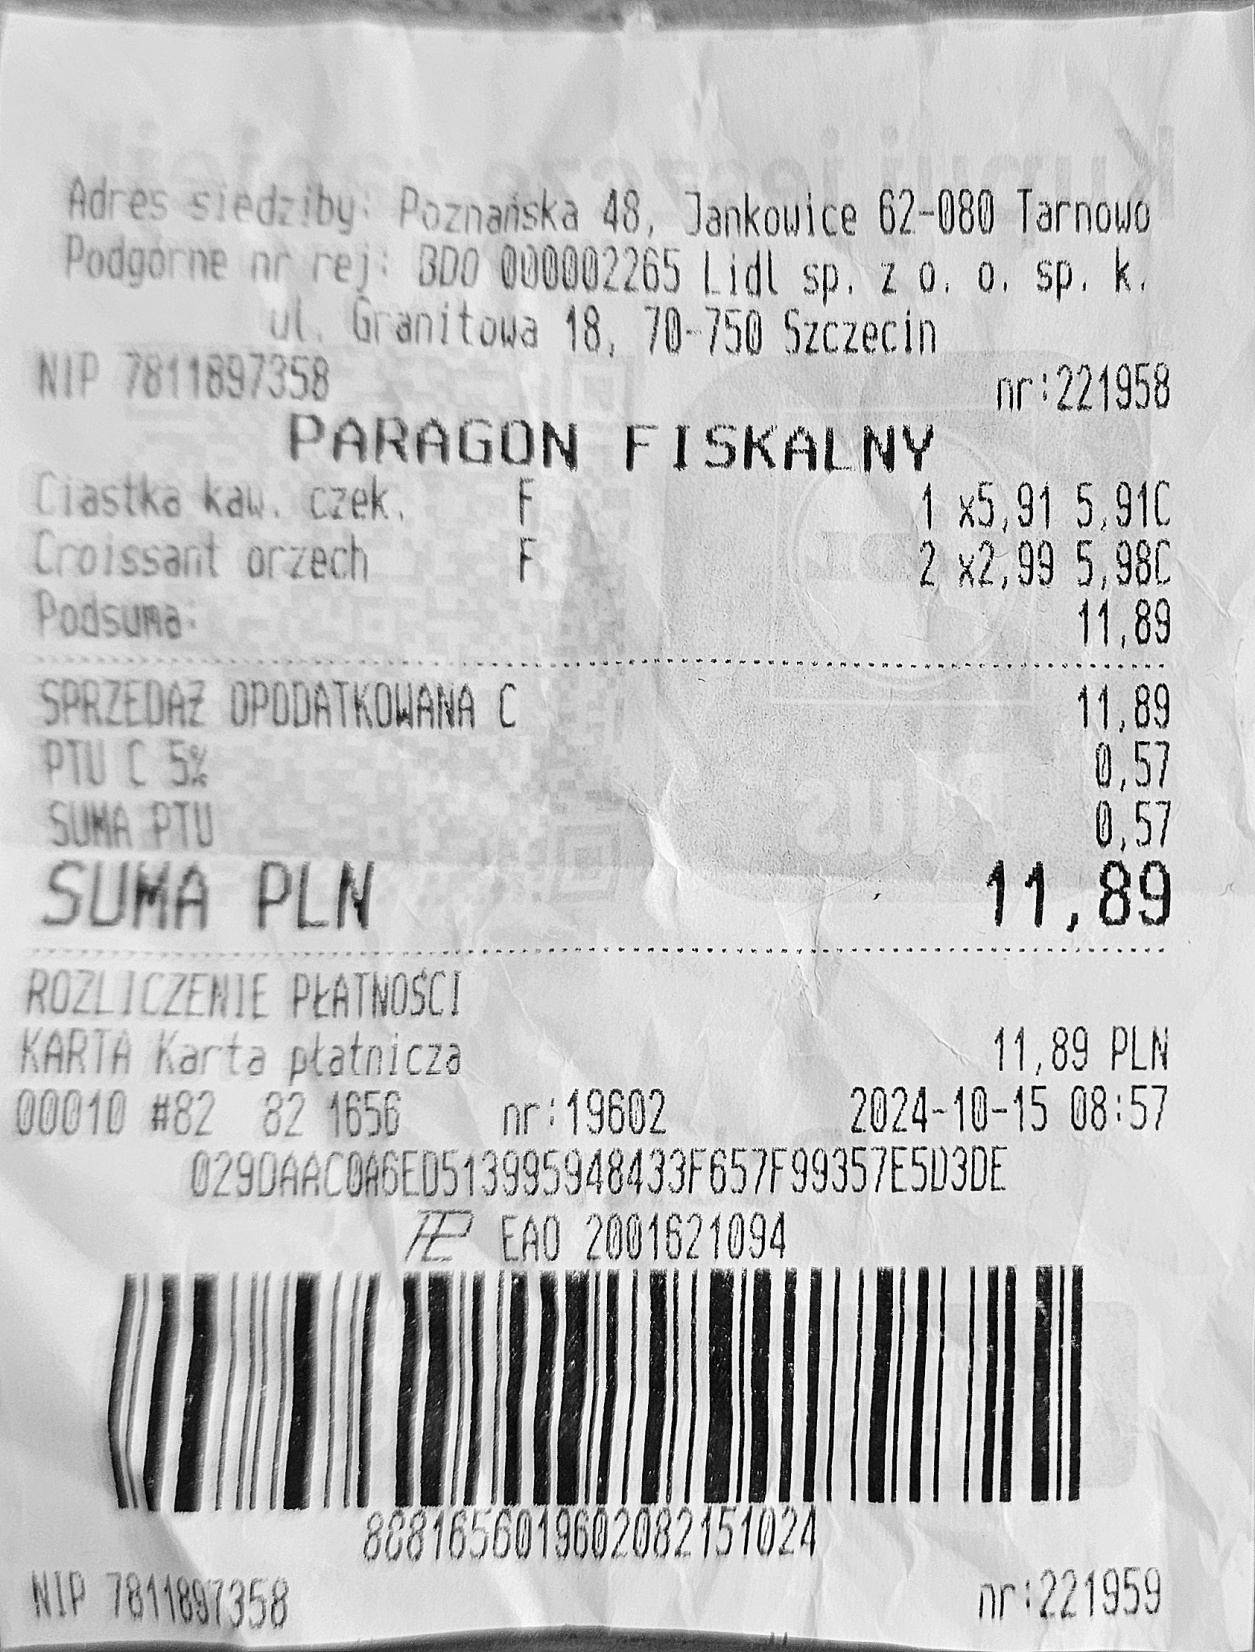 Adres siedziby: Poznańska 48, Jankowice 62-080 Tarnowo
Podgórne nr rej: BDO 000002265 Lidl sp. z o. o. sp. k.
ul. Granitowa 18, 70-750 Szczecin
NIP 7811897358 nr:221958
PARAGON FISKALNY
Ciastka kaw. czek. F 1 x5,91 5,91C
Croissant orzech F 2 x2,99 5,98C
Podsuma: 11,89
SPRZEDAŻ OPODATKOWANA C 11,89
PTU C 5% 0,57
SUMA PTU 0,57
SUMA PLN 11,89
ROZLICZENIE PŁATNOŚCI
KARTA Karta płatnicza 11,89 PLN
00010 #82 82 1656 nr:19602 2024-10-15 08:57
029DAAC0A6ED513995948433F657F99357E5D3DE
EAO 2001621094
NIP 7811897358 nr:221959